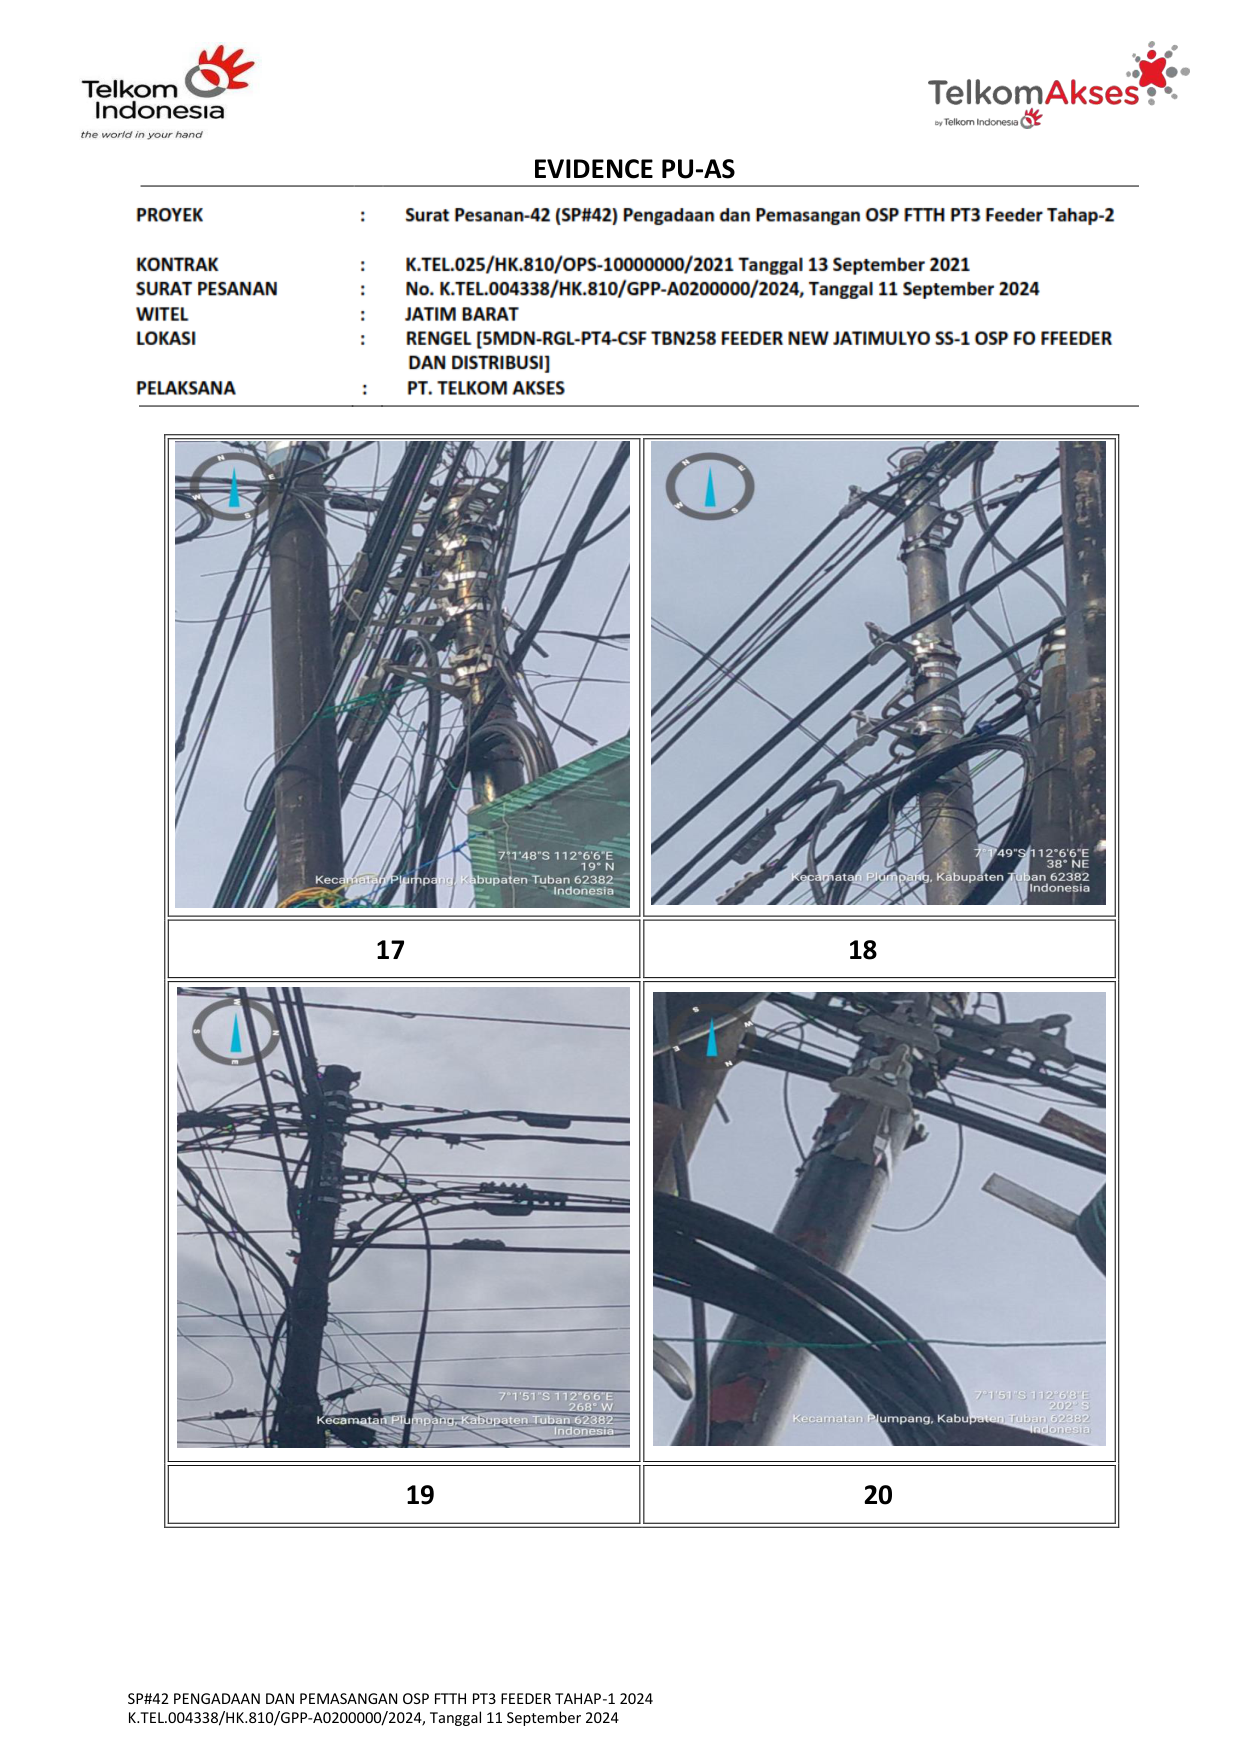 Telkom
Indonesia
the world in your hand
TelkomAkses
by Telkom Indonesia
EVIDENCE PU-AS
PROYEK : Surat Pesanan-42 (SP#42) Pengadaan dan Pemasangan OSP FTTH PT3 Feeder Tahap-2
KONTRAK : K.TEL.025/HK.810/OPS-10000000/2021 Tanggal 13 September 2021
SURAT PESANAN : No. K.TEL.004338/HK.810/GPP-A0200000/2024, Tanggal 11 September 2024
WITEL : JATIM BARAT
LOKASI : RENGEL [5MDN-RGL-PT4-CSF TBN258 FEEDER NEW JATIMULYO SS-1 OSP FO FFEEDER
DAN DISTRIBUSI]
PELAKSANA : PT. TELKOM AKSES
N
E
W
S
7°1'48"S 112°6'6"E
19° N
Kecamatan Plumpang, Kabupaten Tuban 62382
Indonesia
N
E
W
S
7°1'49"S 112°6'6"E
38° NE
Kecamatan Plumpang, Kabupaten Tuban 62382
Indonesia
17
18
W
S
N
E
7°1'51"S 112°6'6"E
268° W
Kecamatan Plumpang, Kabupaten Tuban 62382
Indonesia
S
W
E
N
7°1'51"S 112°6'8"E
202° S
Kecamatan Plumpang, Kabupaten Tuban 62382
Indonesia
19
20
SP#42 PENGADAAN DAN PEMASANGAN OSP FTTH PT3 FEEDER TAHAP-1 2024
K.TEL.004338/HK.810/GPP-A0200000/2024, Tanggal 11 September 2024